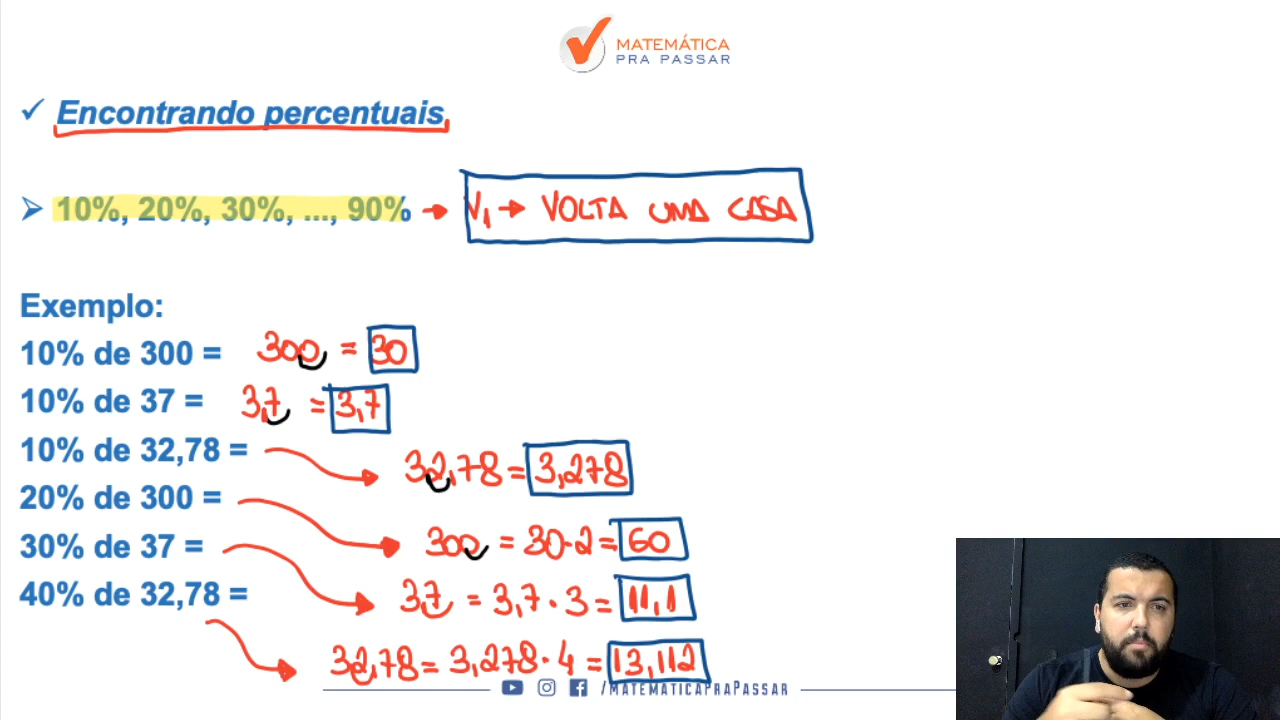 MATEMÁTICA
PRA PASSAR
✓ Encontrando percentuais
➢ 10%, 20%, 30%, ..., 90% → V₁ → VOLTA UMA CASA
Exemplo:
10% de 300 = 300 = 30
10% de 37 = 3,7 = 3,7
10% de 32,78 = 32,78 = 3,278
20% de 300 = 300 = 30·2 = 60
30% de 37 = 37 = 3,7·3 = 11,1
40% de 32,78 = 32,78 = 3,278·4 = 13,112
/MATEMATICAPRAPASSAR